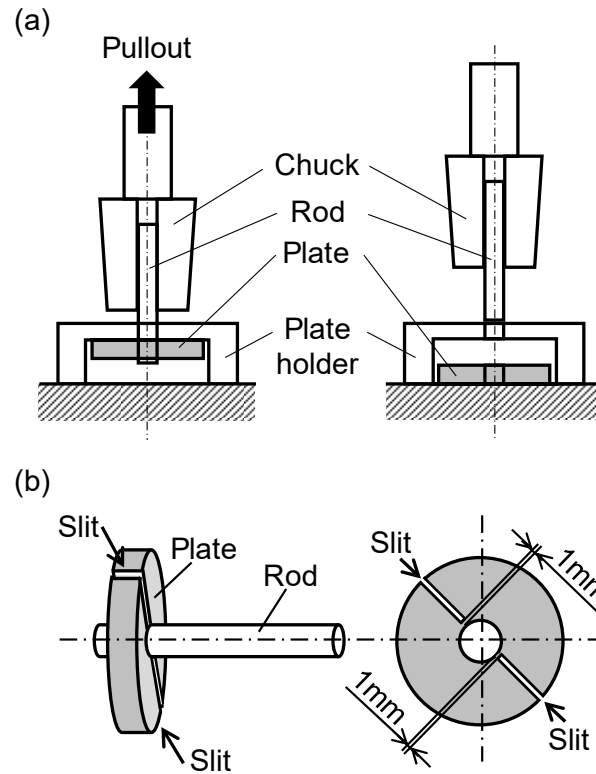 (a)
Pullout
Chuck
Rod
Plate
Plate
holder
(b)
Slit
Plate
Rod
Slit
Slit
1mm
1mm
Slit